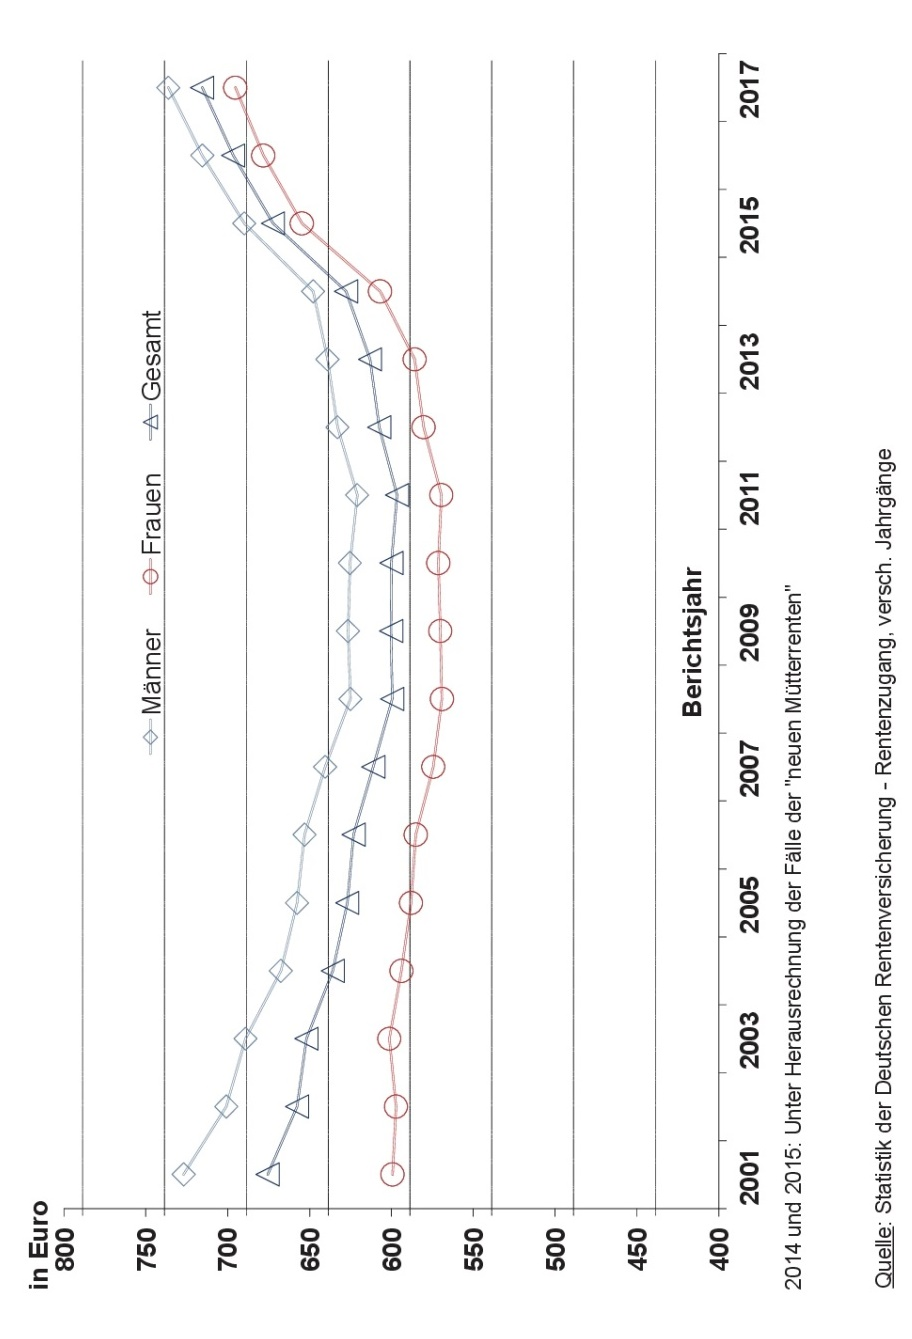 in Euro
800
750
700
650
600
550
500
450
400
Männer Frauen Gesamt
2001 2003 2005 2007 2009 2011 2013 2015 2017
Berichtsjahr
2014 und 2015: Unter Herausrechnung der Fälle der "neuen Mütterrenten"
Quelle: Statistik der Deutschen Rentenversicherung - Rentenzugang, versch. Jahrgänge